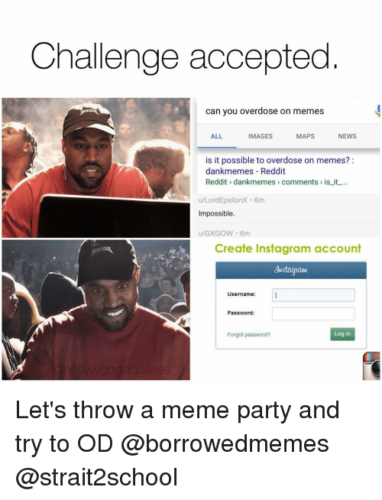 Challenge accepted.
can you overdose on memes
ALL IMAGES MAPS NEWS
is it possible to overdose on memes? :
dankmemes - Reddit
Reddit › dankmemes › comments › is_it_...
u/LordEpsilonX • 6m
Impossible.
u/GXGOW • 6m
Create Instagram account
Instagram
Username:
Password:
Forgot password?
Log in
Let's throw a meme party and
try to OD @borrowedmemes
@strait2school